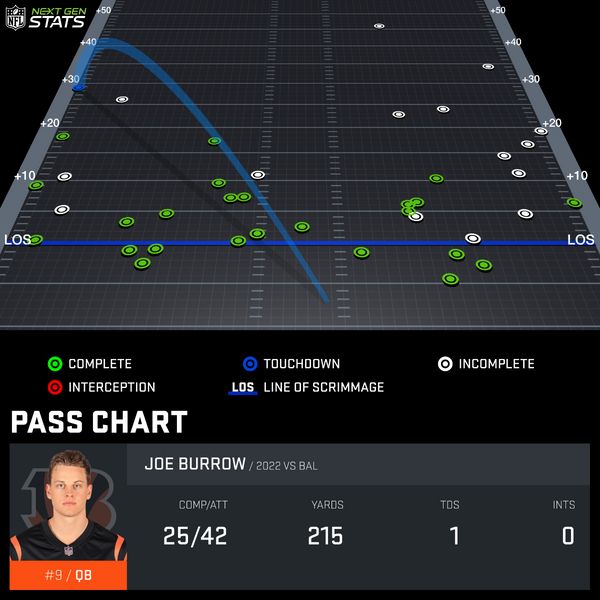 NFL NEXT GEN STATS
+50 +50
+40 +40
+30 +30
+20 +20
+10 +10
LOS LOS
COMPLETE TOUCHDOWN INCOMPLETE
INTERCEPTION LOS LINE OF SCRIMMAGE
PASS CHART
JOE BURROW / 2022 VS BAL
COMP/ATT YARDS TDS INTS
25/42 215 1 0
#9 / QB